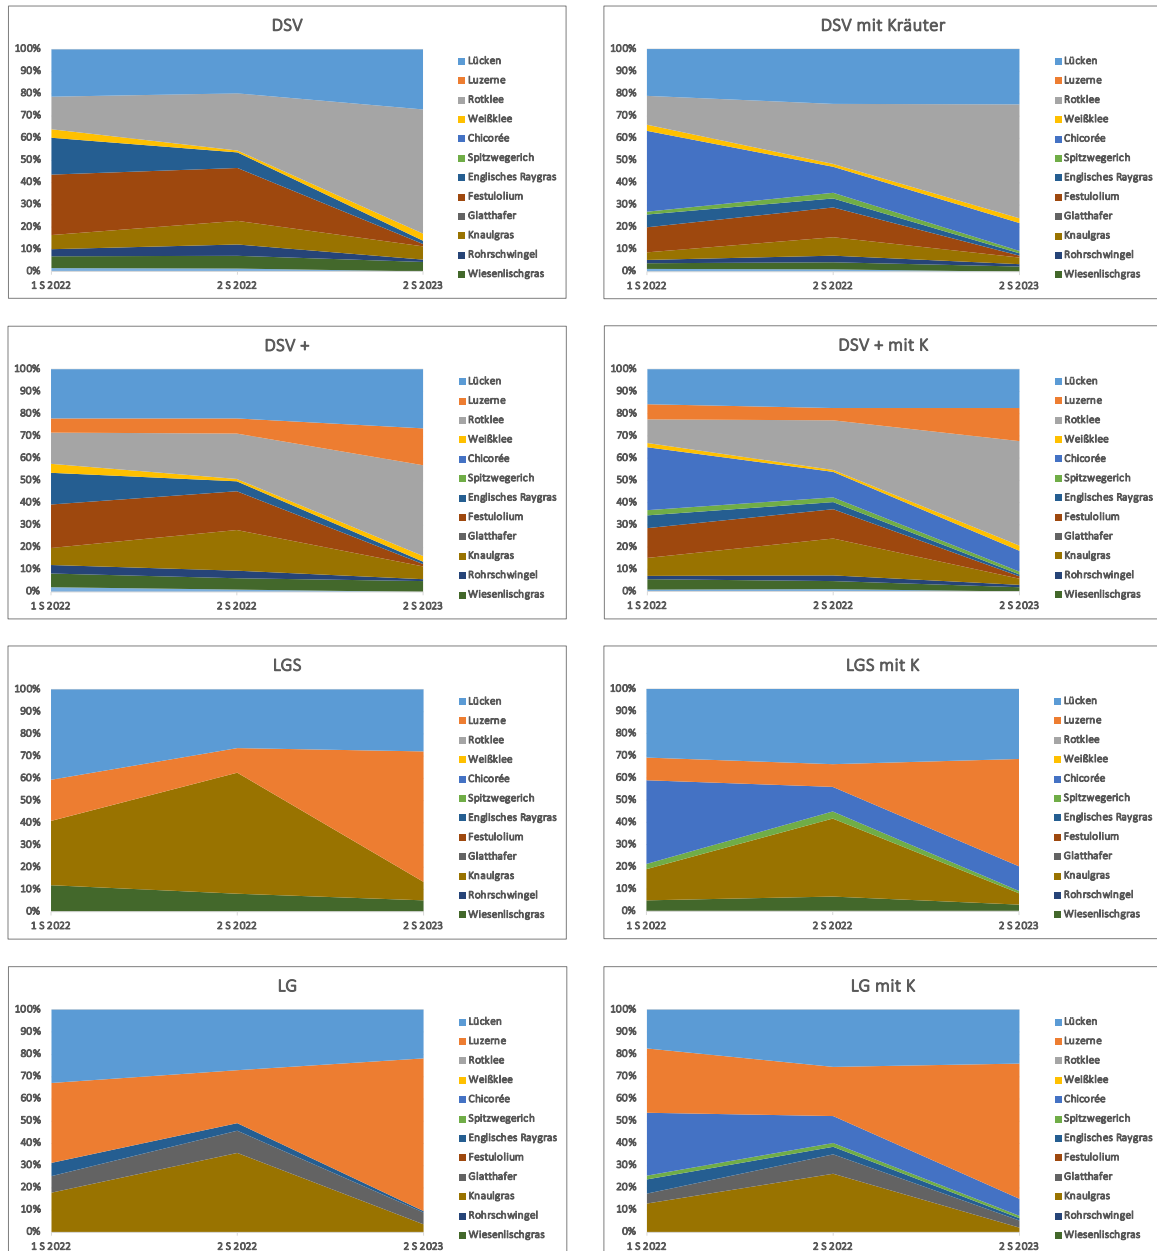 DSV
100%
90%
80%
70%
60%
50%
40%
30%
20%
10%
0%
1 S 2022 2 S 2022 2 S 2023
Lücken
Luzerne
Rotklee
Weißklee
Chicorée
Spitzwegerich
Englisches Raygras
Festulolium
Glatthafer
Knaulgras
Rohrschwingel
Wiesenlischgras
DSV mit Kräuter
100%
90%
80%
70%
60%
50%
40%
30%
20%
10%
0%
1 S 2022 2 S 2022 2 S 2023
Lücken
Luzerne
Rotklee
Weißklee
Chicorée
Spitzwegerich
Englisches Raygras
Festulolium
Glatthafer
Knaulgras
Rohrschwingel
Wiesenlischgras
DSV +
100%
90%
80%
70%
60%
50%
40%
30%
20%
10%
0%
1 S 2022 2 S 2022 2 S 2023
Lücken
Luzerne
Rotklee
Weißklee
Chicorée
Spitzwegerich
Englisches Raygras
Festulolium
Glatthafer
Knaulgras
Rohrschwingel
Wiesenlischgras
DSV + mit K
100%
90%
80%
70%
60%
50%
40%
30%
20%
10%
0%
1 S 2022 2 S 2022 2 S 2023
Lücken
Luzerne
Rotklee
Weißklee
Chicorée
Spitzwegerich
Englisches Raygras
Festulolium
Glatthafer
Knaulgras
Rohrschwingel
Wiesenlischgras
LGS
100%
90%
80%
70%
60%
50%
40%
30%
20%
10%
0%
1 S 2022 2 S 2022 2 S 2023
Lücken
Luzerne
Rotklee
Weißklee
Chicorée
Spitzwegerich
Englisches Raygras
Festulolium
Glatthafer
Knaulgras
Rohrschwingel
Wiesenlischgras
LGS mit K
100%
90%
80%
70%
60%
50%
40%
30%
20%
10%
0%
1 S 2022 2 S 2022 2 S 2023
Lücken
Luzerne
Rotklee
Weißklee
Chicorée
Spitzwegerich
Englisches Raygras
Festulolium
Glatthafer
Knaulgras
Rohrschwingel
Wiesenlischgras
LG
100%
90%
80%
70%
60%
50%
40%
30%
20%
10%
0%
1 S 2022 2 S 2022 2 S 2023
Lücken
Luzerne
Rotklee
Weißklee
Chicorée
Spitzwegerich
Englisches Raygras
Festulolium
Glatthafer
Knaulgras
Rohrschwingel
Wiesenlischgras
LG mit K
100%
90%
80%
70%
60%
50%
40%
30%
20%
10%
0%
1 S 2022 2 S 2022 2 S 2023
Lücken
Luzerne
Rotklee
Weißklee
Chicorée
Spitzwegerich
Englisches Raygras
Festulolium
Glatthafer
Knaulgras
Rohrschwingel
Wiesenlischgras